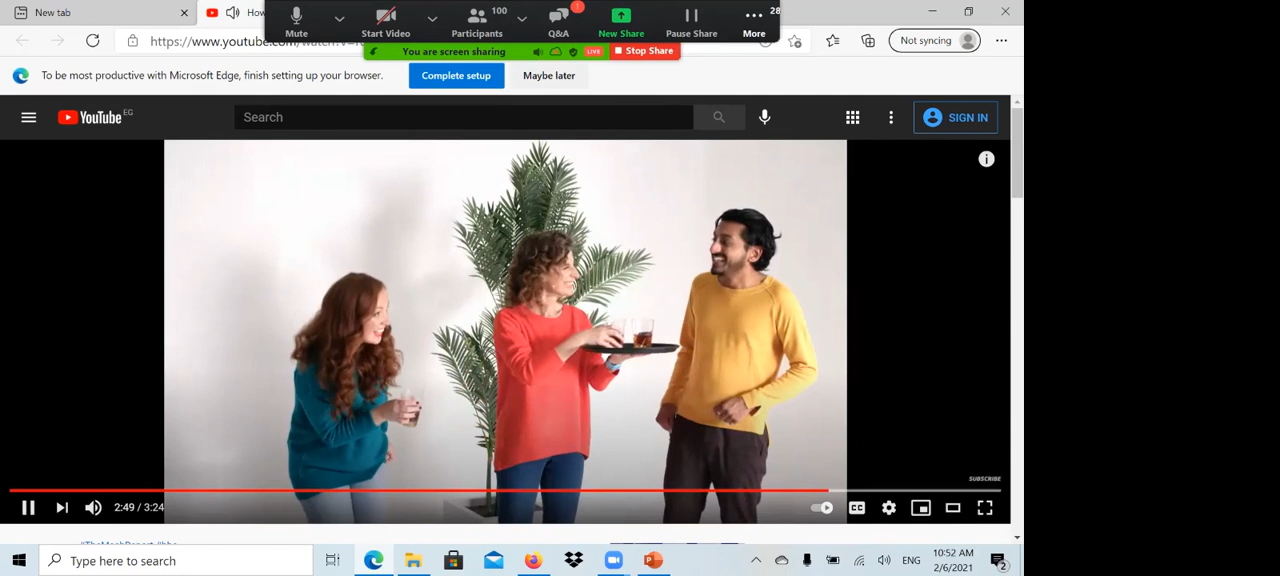 New tab
How
Mute
Start Video
100
Participants
1
Q&A
New Share
Pause Share
28
More
https://www.youtube.com
Not syncing
You are screen sharing
LIVE
Stop Share
To be most productive with Microsoft Edge, finish setting up your browser.
Complete setup
Maybe later
YouTube EG
Search
SIGN IN
SUBSCRIBE
2:49 / 3:24
CC
Type here to search
ENG
10:52 AM
2/6/2021
2